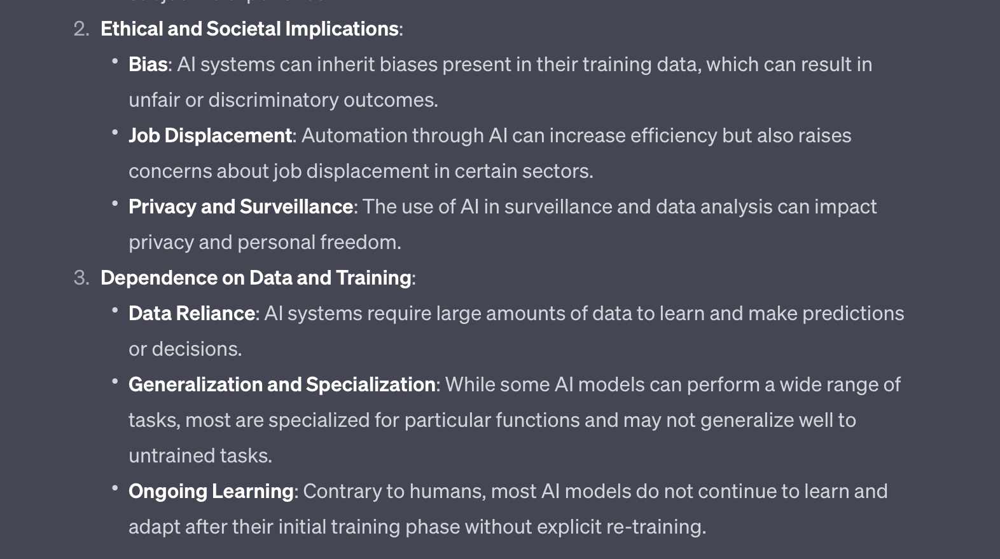 2. Ethical and Societal Implications:
• Bias: AI systems can inherit biases present in their training data, which can result in
unfair or discriminatory outcomes.
• Job Displacement: Automation through AI can increase efficiency but also raises
concerns about job displacement in certain sectors.
• Privacy and Surveillance: The use of AI in surveillance and data analysis can impact
privacy and personal freedom.
3. Dependence on Data and Training:
• Data Reliance: AI systems require large amounts of data to learn and make predictions
or decisions.
• Generalization and Specialization: While some AI models can perform a wide range of
tasks, most are specialized for particular functions and may not generalize well to
untrained tasks.
• Ongoing Learning: Contrary to humans, most AI models do not continue to learn and
adapt after their initial training phase without explicit re-training.